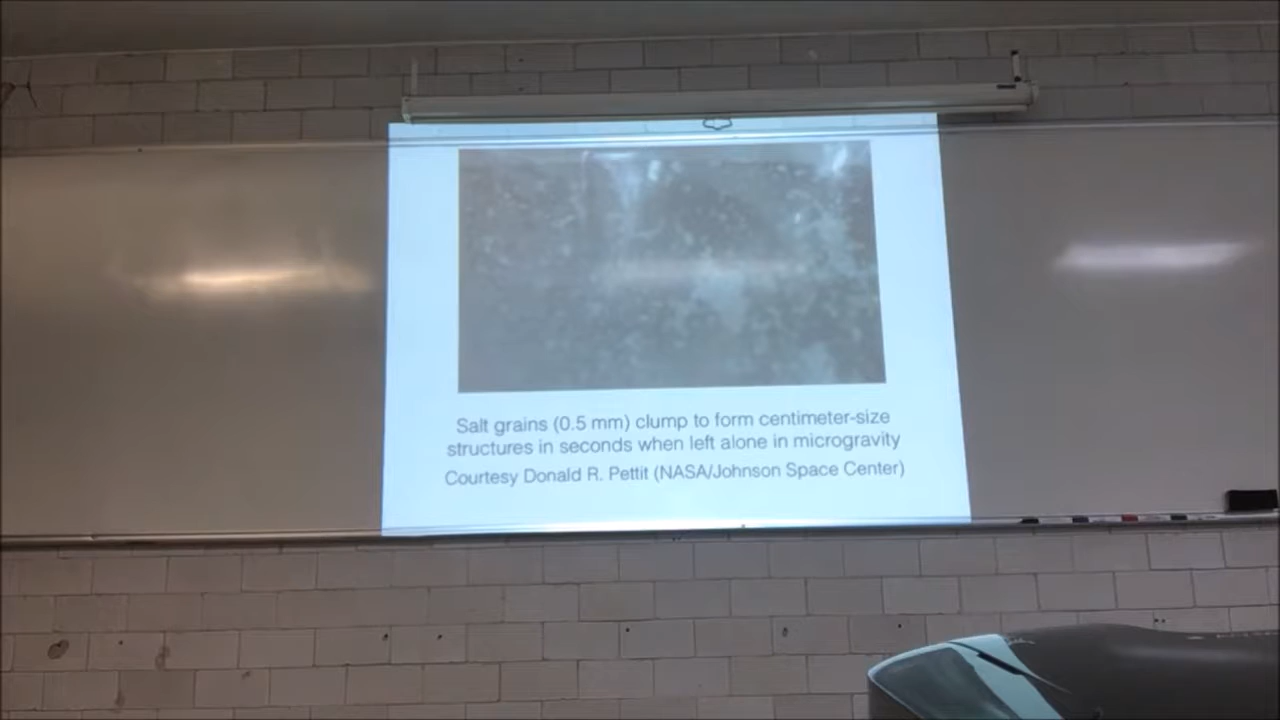 Salt grains (0.5 mm) clump to form centimeter-size
structures in seconds when left alone in microgravity
Courtesy Donald R. Pettit (NASA/Johnson Space Center)